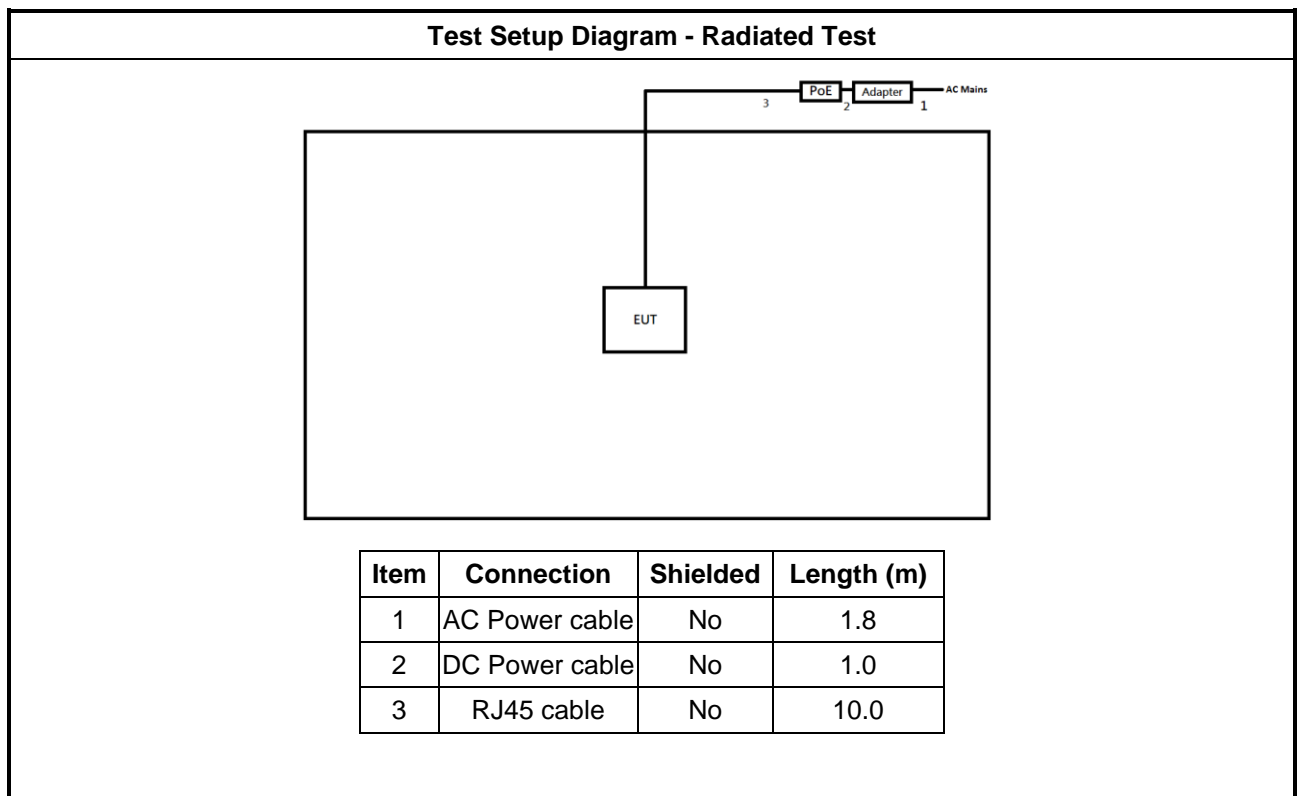 Test Setup Diagram - Radiated Test
3 PoE 2 Adapter 1 AC Mains
EUT
Item Connection Shielded Length (m)
1 AC Power cable No 1.8
2 DC Power cable No 1.0
3 RJ45 cable No 10.0